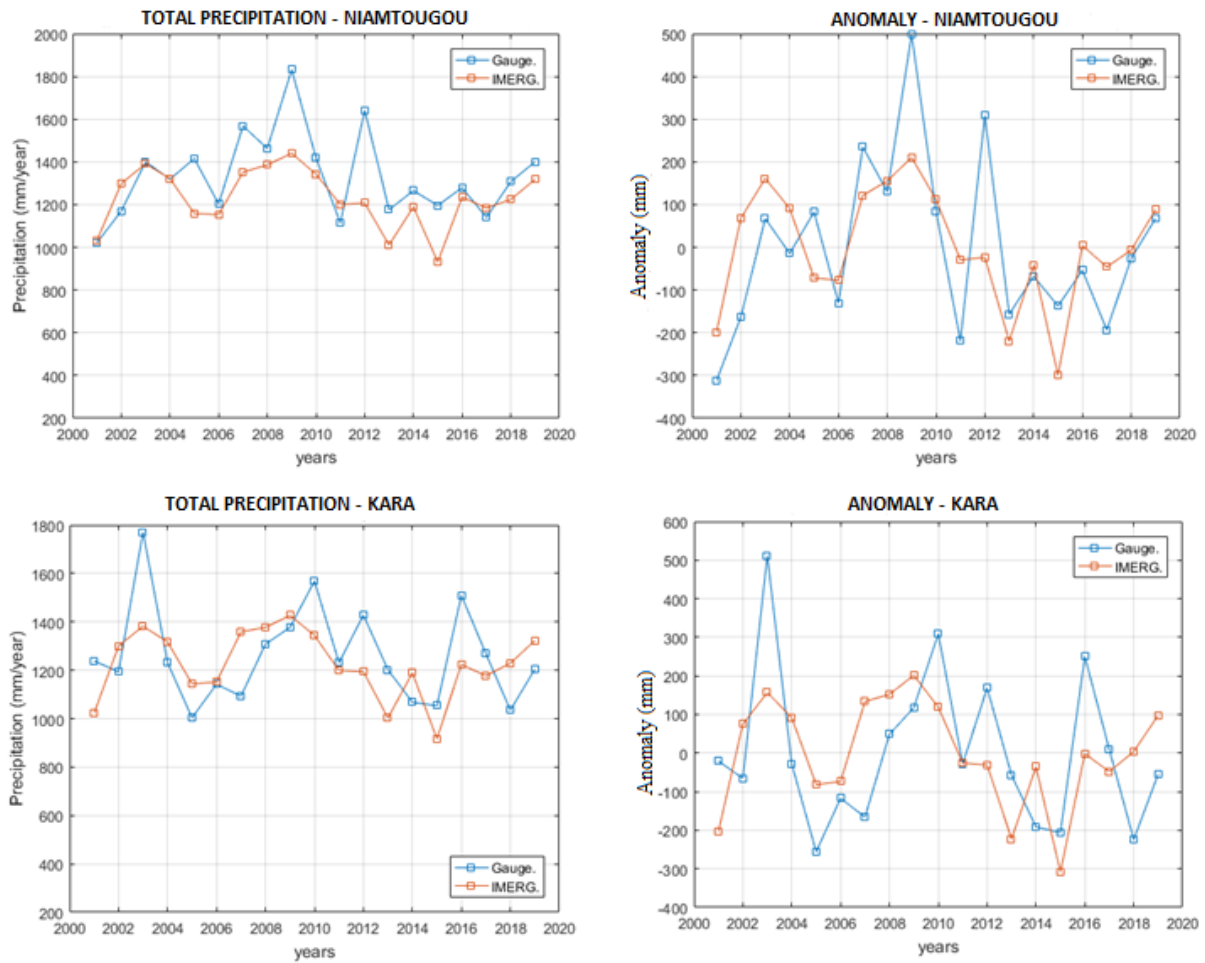 TOTAL PRECIPITATION - NIAMTOUGOU
2000
1800
1600
1400
1200
1000
800
600
400
200
Precipitation (mm/year)
Gauge.
IMERG.
2000 2002 2004 2006 2008 2010 2012 2014 2016 2018 2020
years
ANOMALY - NIAMTOUGOU
500
400
300
200
100
0
-100
-200
-300
-400
Anomaly (mm)
Gauge.
IMERG.
2000 2002 2004 2006 2008 2010 2012 2014 2016 2018 2020
years
TOTAL PRECIPITATION - KARA
1800
1600
1400
1200
1000
800
600
400
200
Precipitation (mm/year)
Gauge.
IMERG.
2000 2002 2004 2006 2008 2010 2012 2014 2016 2018 2020
years
ANOMALY - KARA
600
500
400
300
200
100
0
-100
-200
-300
-400
Anomaly (mm)
Gauge.
IMERG.
2000 2002 2004 2006 2008 2010 2012 2014 2016 2018 2020
years